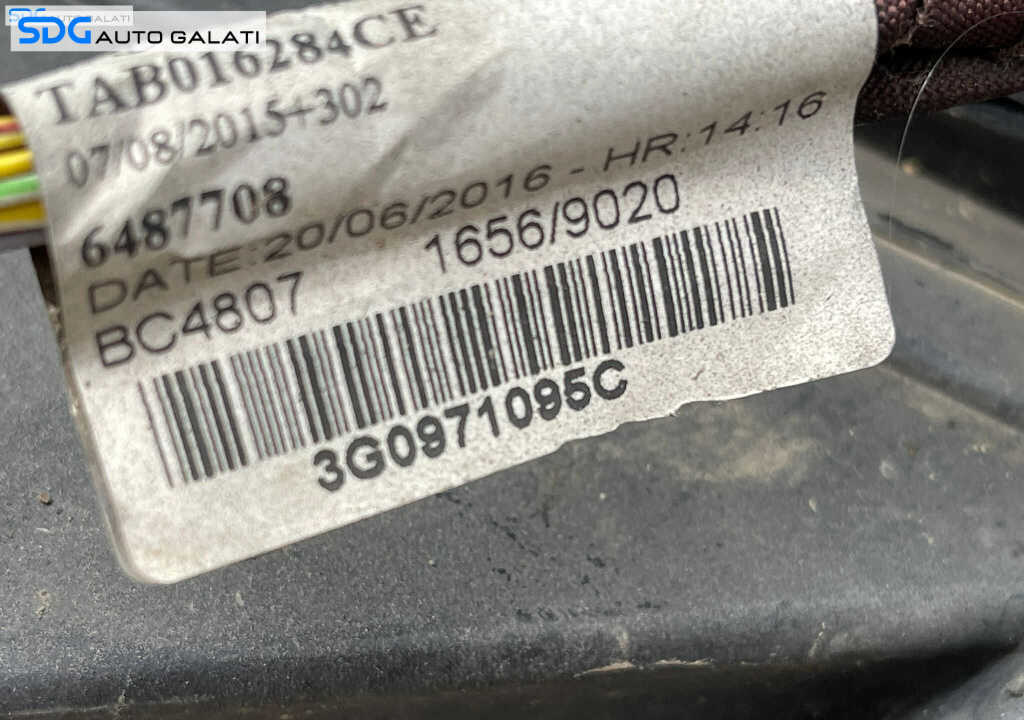 SDG AUTO GALATI
TAB016284CE
07/08/2015+302
6487708
DATE:20/06/2016 - HR:14:16
BC4807 1656/9020
3G0971095C